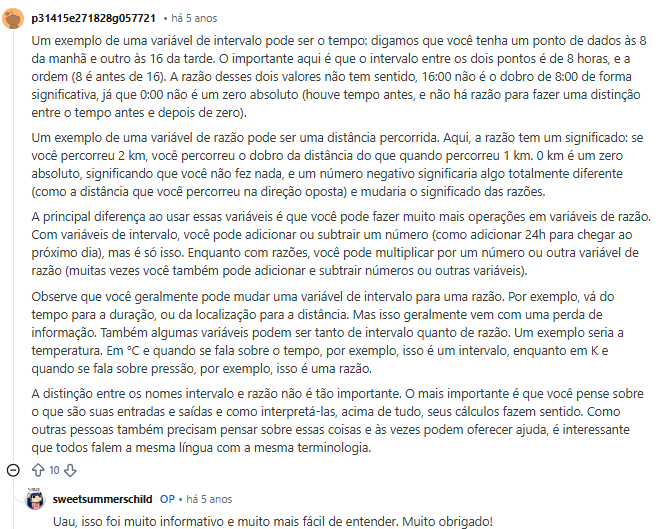 p31415e271828g057721 • há 5 anos
Um exemplo de uma variável de intervalo pode ser o tempo: digamos que você tenha um ponto de dados às 8
da manhã e outro às 16 da tarde. O importante aqui é que o intervalo entre os dois pontos é de 8 horas, e a
ordem (8 é antes de 16). A razão desses dois valores não tem sentido, 16:00 não é o dobro de 8:00 de forma
significativa, já que 0:00 não é um zero absoluto (houve tempo antes, e não há razão para fazer uma distinção
entre o tempo antes e depois de zero).
Um exemplo de uma variável de razão pode ser uma distância percorrida. Aqui, a razão tem um significado: se
você percorreu 2 km, você percorreu o dobro da distância do que quando percorreu 1 km. 0 km é um zero
absoluto, significando que você não fez nada, e um número negativo significaria algo totalmente diferente
(como a distância que você percorreu na direção oposta) e mudaria o significado das razões.
A principal diferença ao usar essas variáveis é que você pode fazer muito mais operações em variáveis de razão.
Com variáveis de intervalo, você pode adicionar ou subtrair um número (como adicionar 24h para chegar ao
próximo dia), mas é só isso. Enquanto com razões, você pode multiplicar por um número ou outra variável de
razão (muitas vezes você também pode adicionar e subtrair números ou outras variáveis).
Observe que você geralmente pode mudar uma variável de intervalo para uma razão. Por exemplo, vá do
tempo para a duração, ou da localização para a distância. Mas isso geralmente vem com uma perda de
informação. Também algumas variáveis podem ser tanto de intervalo quanto de razão. Um exemplo seria a
temperatura. Em °C e quando se fala sobre o tempo, por exemplo, isso é um intervalo, enquanto em K e
quando se fala sobre pressão, por exemplo, isso é uma razão.
A distinção entre os nomes intervalo e razão não é tão importante. O mais importante é que você pense sobre
o que são suas entradas e saídas e como interpretá-las, acima de tudo, seus cálculos fazem sentido. Como
outras pessoas também precisam pensar sobre essas coisas e às vezes podem oferecer ajuda, é interessante
que todos falem a mesma língua com a mesma terminologia.
10
sweetsummerschild OP • há 5 anos
Uau, isso foi muito informativo e muito mais fácil de entender. Muito obrigado!